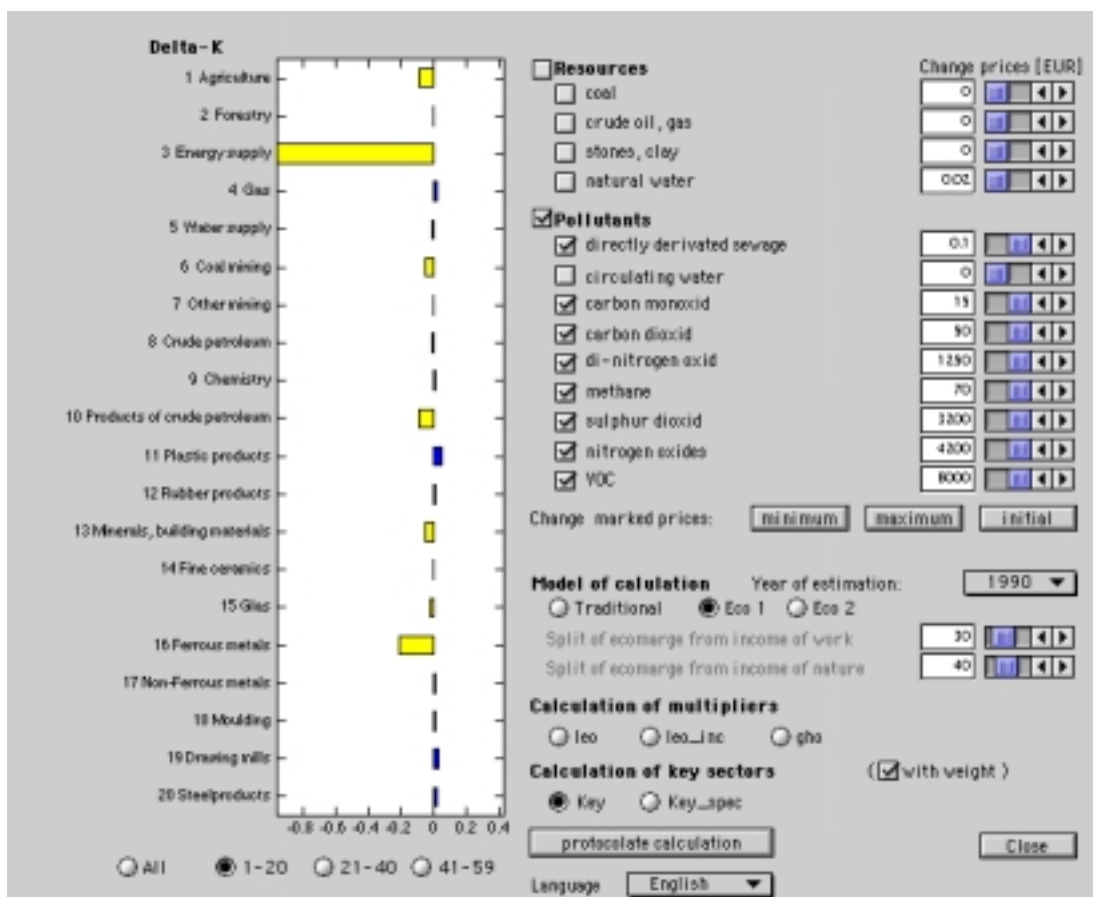 Delta-K
1 Agriculture
2 Forestry
3 Energy supply
4 Gas
5 Water supply
6 Coal mining
7 Other mining
8 Crude petroleum
9 Chemistry
10 Products of crude petroleum
11 Plastic products
12 Rubber products
13 Minerals, building materials
14 Fine ceramics
15 Glas
16 Ferrous metals
17 Non-Ferrous metals
18 Moulding
19 Drawing mills
20 Steelproducts
-0.8 -0.6 -0.4 -0.2 0 0.2 0.4
All 1-20 21-40 41-59
Resources Change prices [EUR]
coal 0
crude oil, gas 0
stones, clay 0
natural water 0.02
Pollutants
directly derivated sewage 0.1
circulating water 0
carbon monoxid 15
carbon dioxid 50
di-nitrogen oxid 1250
methane 70
sulphur dioxid 3200
nitrogen oxides 4200
VOC 8000
Change marked prices: minimum maximum initial
Model of calulation Year of estimation: 1990
Traditional Eco 1 Eco 2
Split of ecomarge from income of work 30
Split of ecomarge from income of nature 40
Calculation of multipliers
leo leo_inc gho
Calculation of key sectors (with weight)
Key Key_spec
protocolate calculation Close
Language English